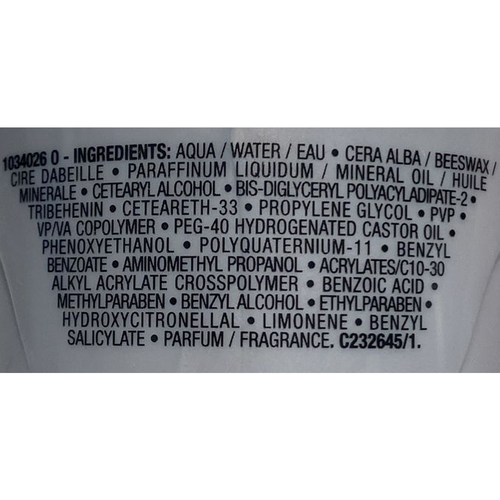 1034026 0 - INGREDIENTS: AQUA / WATER / EAU • CERA ALBA / BEESWAX /
CIRE DABEILLE • PARAFFINUM LIQUIDUM / MINERAL OIL / HUILE
MINERALE • CETEARYL ALCOHOL • BIS-DIGLYCERYL POLYACYLADIPATE-2 •
TRIBEHENIN • CETEARETH-33 • PROPYLENE GLYCOL • PVP •
VP/VA COPOLYMER • PEG-40 HYDROGENATED CASTOR OIL •
PHENOXYETHANOL • POLYQUATERNIUM-11 • BENZYL
BENZOATE • AMINOMETHYL PROPANOL • ACRYLATES/C10-30
ALKYL ACRYLATE CROSSPOLYMER • BENZOIC ACID •
METHYLPARABEN • BENZYL ALCOHOL • ETHYLPARABEN •
HYDROXYCITRONELLAL • LIMONENE • BENZYL
SALICYLATE • PARFUM / FRAGRANCE. C232645/1.